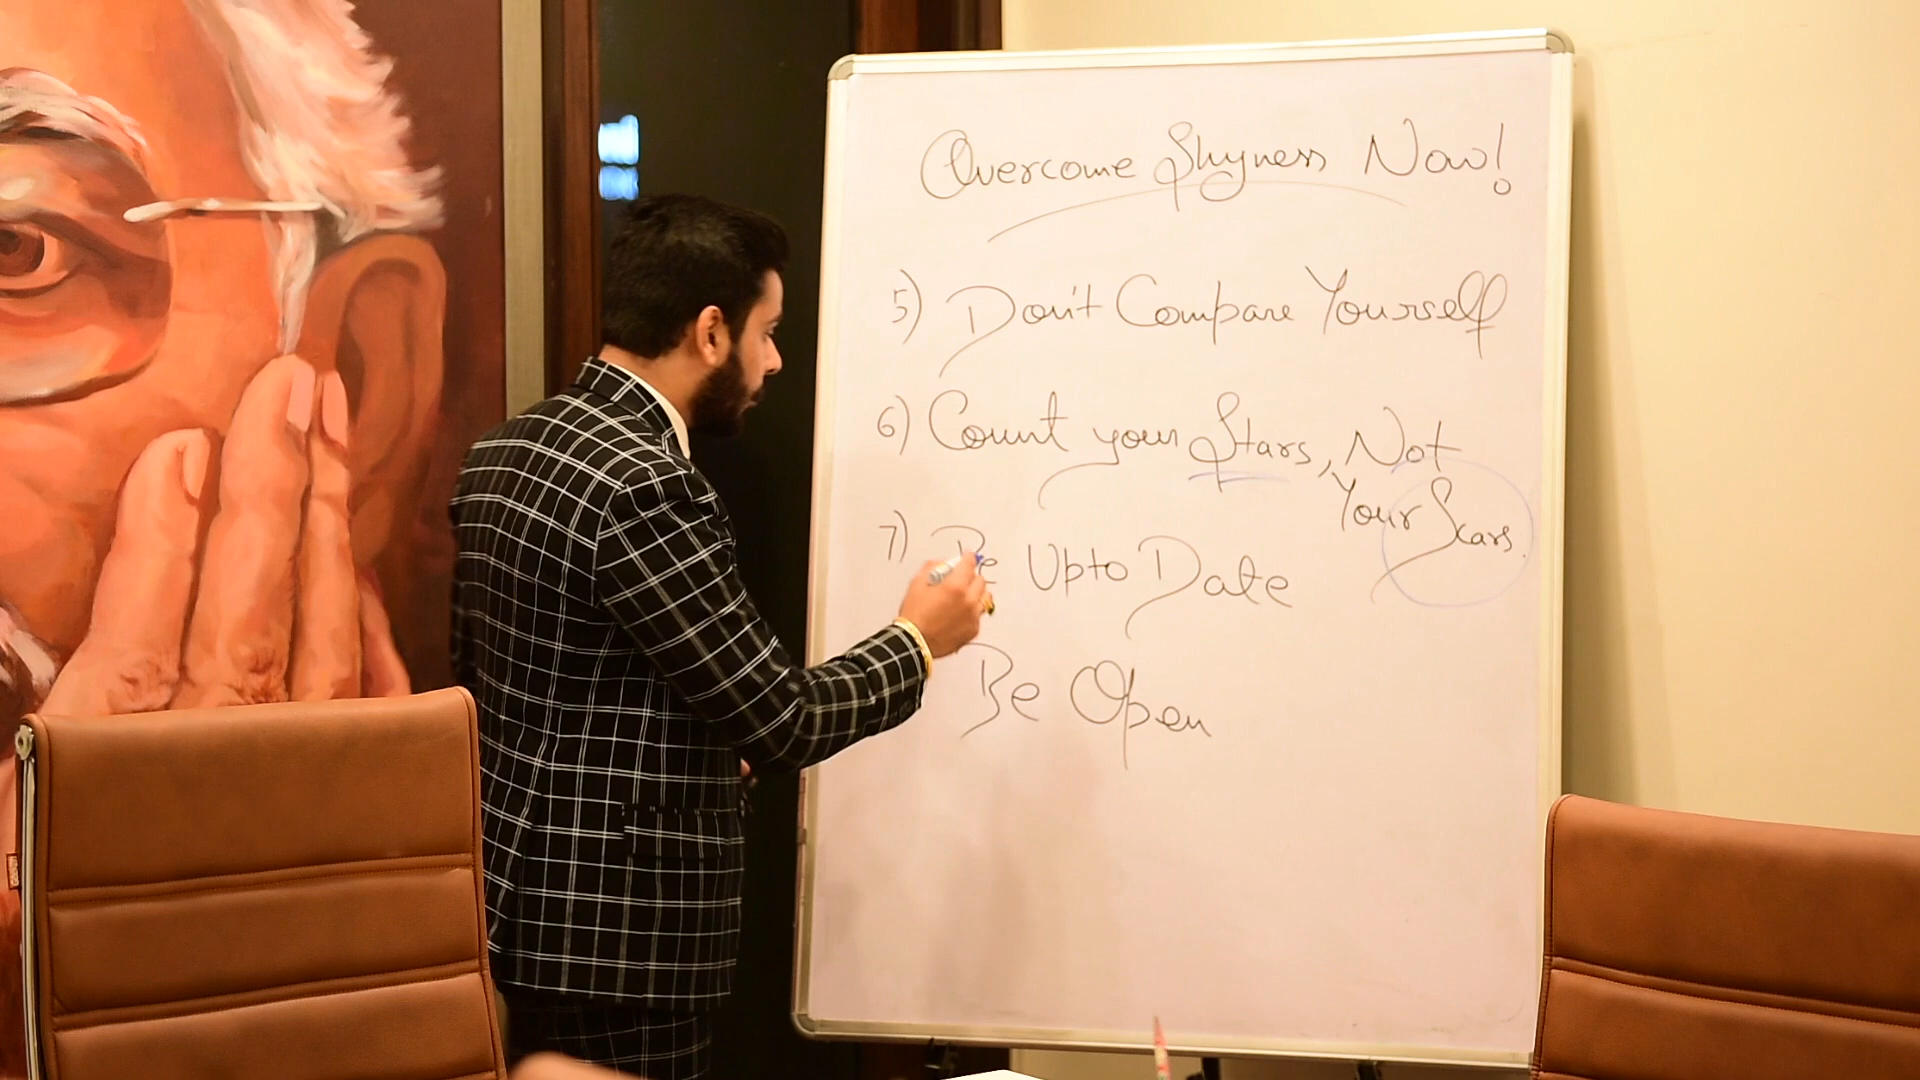 Overcome Shyness Now!
5) Don't Compare Yourself
6) Count your Stars, Not
Your Scars.
7) Be Upto Date
Be Open